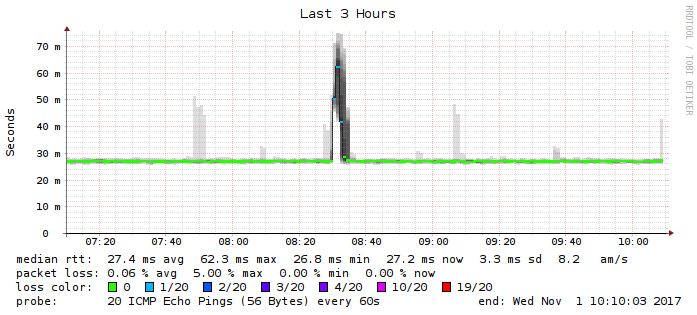 Last 3 Hours
RRDTOOL / TOBI OETIKER
Seconds
70 m
60 m
50 m
40 m
30 m
20 m
10 m
0
07:20 07:40 08:00 08:20 08:40 09:00 09:20 09:40 10:00
median rtt: 27.4 ms avg 62.3 ms max 26.8 ms min 27.2 ms now 3.3 ms sd 8.2 am/s
packet loss: 0.06 % avg 5.00 % max 0.00 % min 0.00 % now
loss color: 0 1/20 2/20 3/20 4/20 10/20 19/20
probe: 20 ICMP Echo Pings (56 Bytes) every 60s end: Wed Nov 1 10:10:03 2017